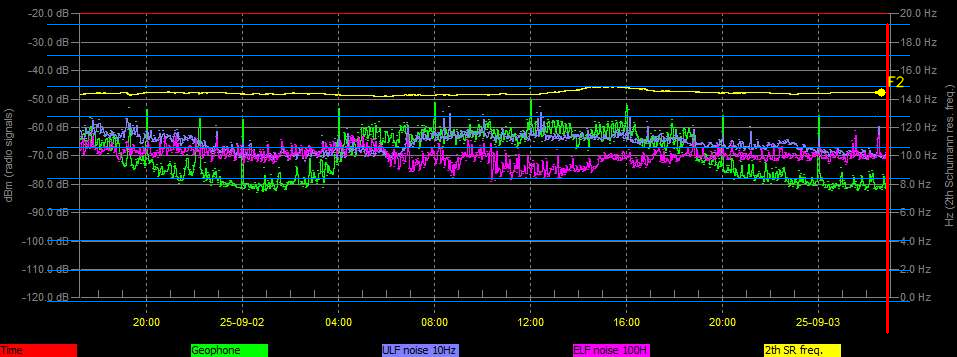 -20.0 dB 20.0 Hz
-30.0 dB 18.0 Hz
-40.0 dB 16.0 Hz
F2
-50.0 dB 14.0 Hz
-60.0 dB 12.0 Hz
-70.0 dB 10.0 Hz
-80.0 dB 8.0 Hz
-90.0 dB 6.0 Hz
-100.0 dB 4.0 Hz
-110.0 dB 2.0 Hz
-120.0 dB 0.0 Hz
dBm (radio signals)
Hz (2th Schumann res. freq.)
20:00 25-09-02 04:00 08:00 12:00 16:00 20:00 25-09-03
Time Geophone ULF noise 10Hz ELF noise 100H 2th SR freq.